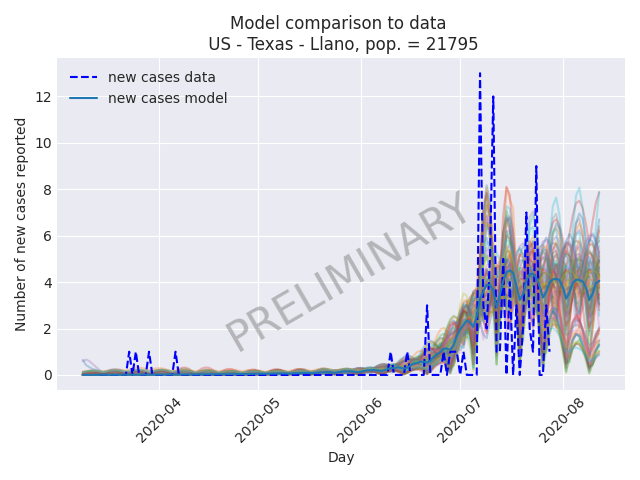 Model comparison to data
US - Texas - Llano, pop. = 21795
new cases data
new cases model
Number of new cases reported
12
10
8
6
4
2
0
PRELIMINARY
2020-04
2020-05
2020-06
2020-07
2020-08
Day